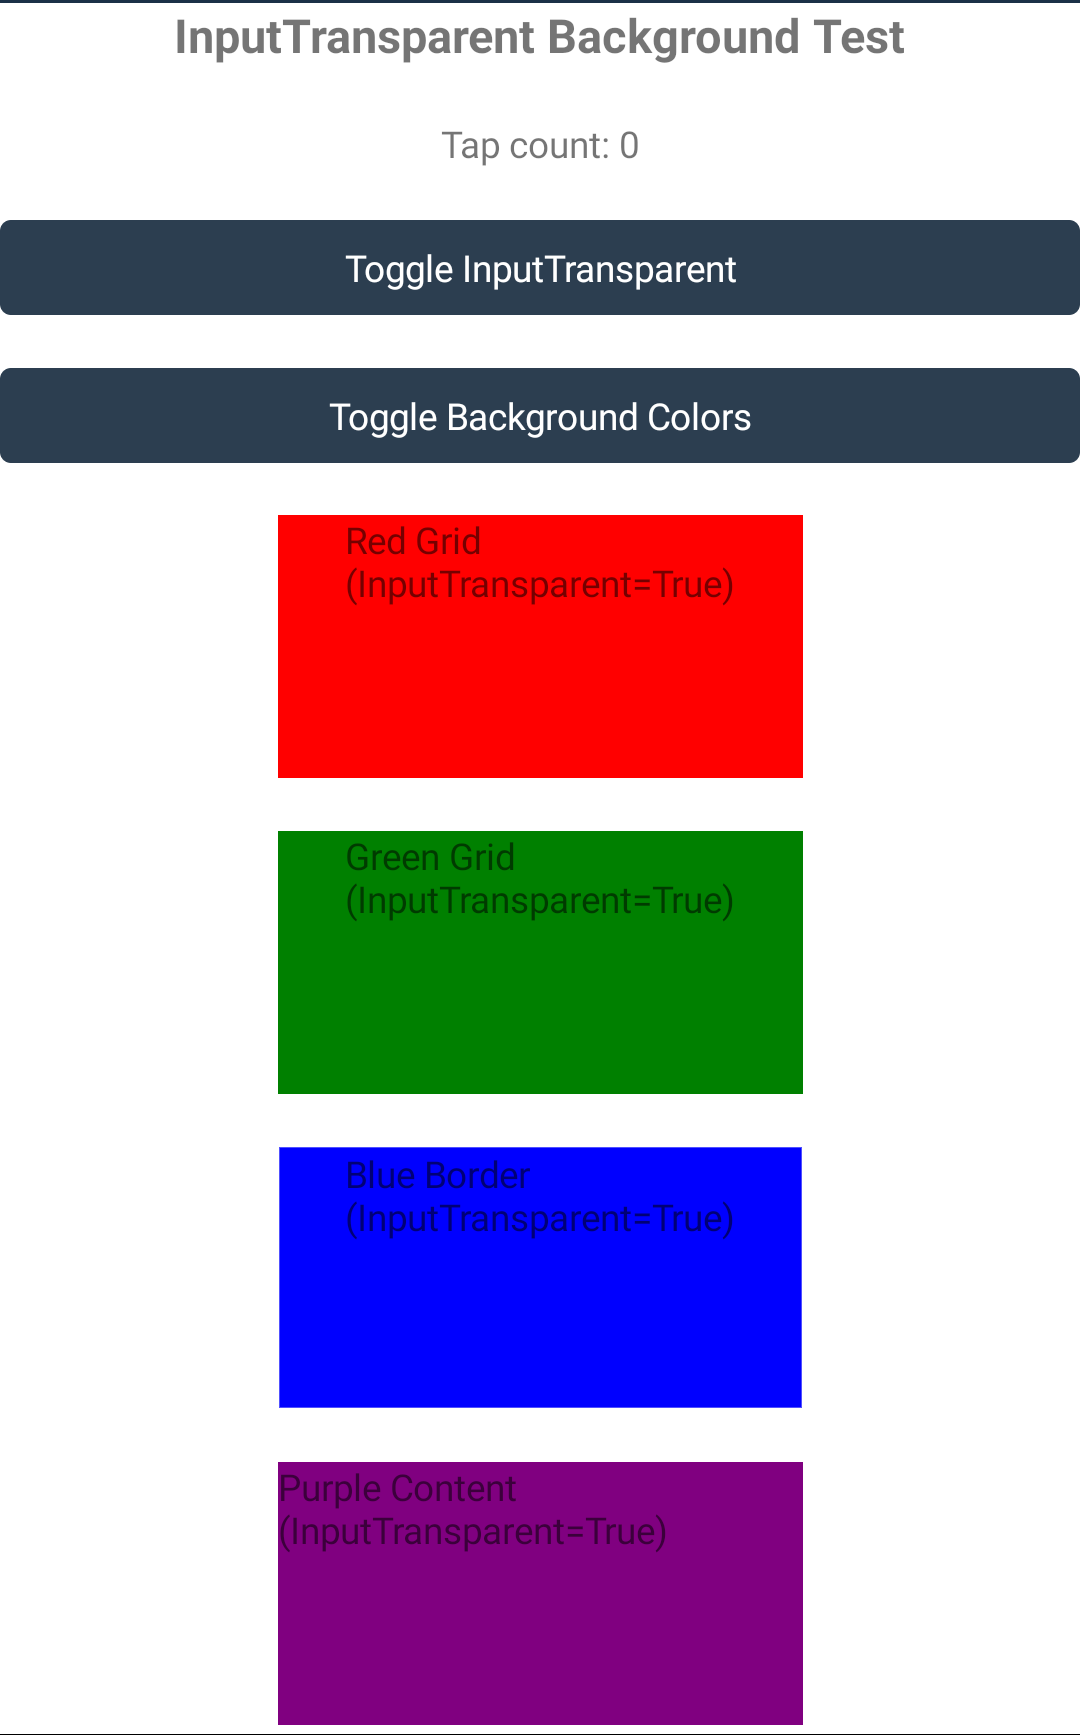 InputTransparent Background Test
Tap count: 0
Toggle InputTransparent
Toggle Background Colors
Red Grid
(InputTransparent=True)
Green Grid
(InputTransparent=True)
Blue Border
(InputTransparent=True)
Purple Content
(InputTransparent=True)